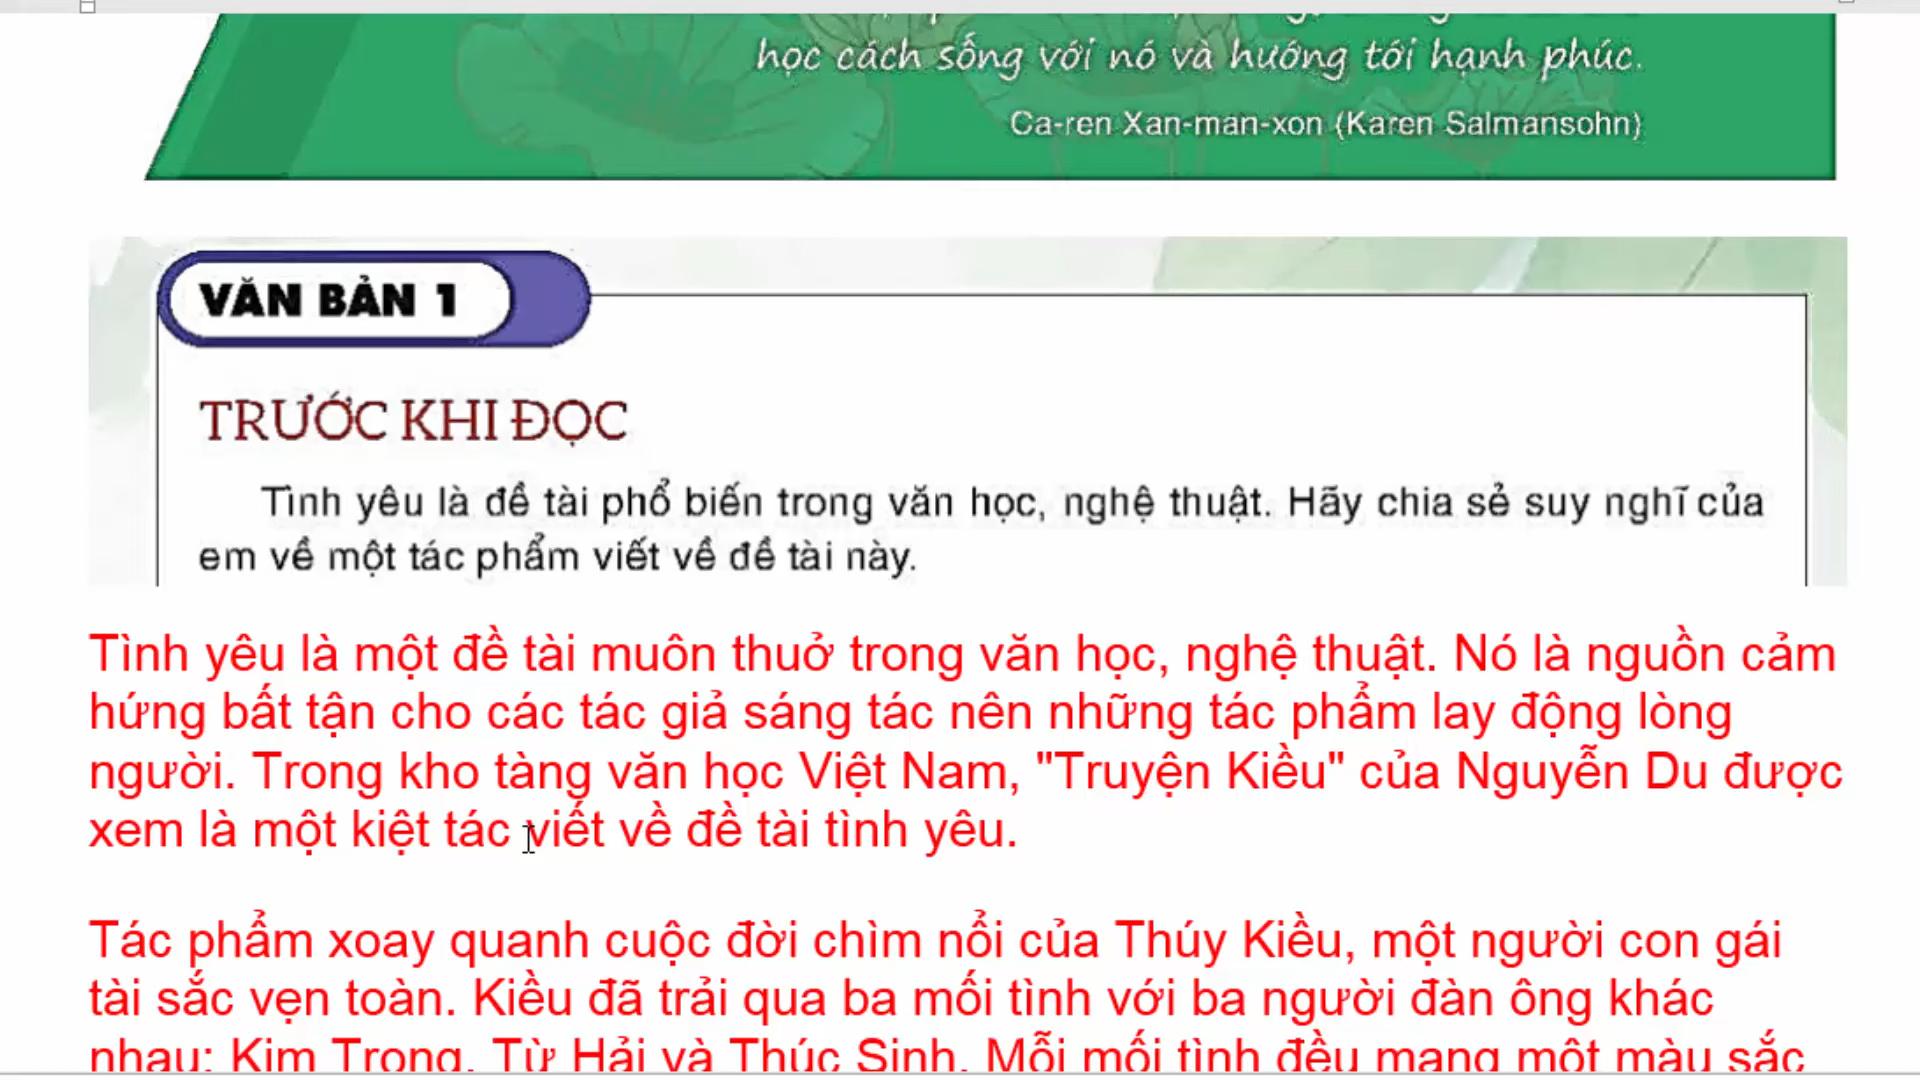 học cách sống với nó và hướng tới hạnh phúc.
Ca-ren Xan-man-xon (Karen Salmansohn)
VĂN BẢN 1
TRƯỚC KHI ĐỌC
Tình yêu là đề tài phổ biến trong văn học, nghệ thuật. Hãy chia sẻ suy nghĩ của
em về một tác phẩm viết về đề tài này.
Tình yêu là một đề tài muôn thuở trong văn học, nghệ thuật. Nó là nguồn cảm
hứng bất tận cho các tác giả sáng tác nên những tác phẩm lay động lòng
người. Trong kho tàng văn học Việt Nam, "Truyện Kiều" của Nguyễn Du được
xem là một kiệt tác viết về đề tài tình yêu.
Tác phẩm xoay quanh cuộc đời chìm nổi của Thúy Kiều, một người con gái
tài sắc vẹn toàn. Kiều đã trải qua ba mối tình với ba người đàn ông khác
nhau: Kim Trọng, Từ Hải và Thúc Sinh. Mỗi mối tình đều mang một màu sắc